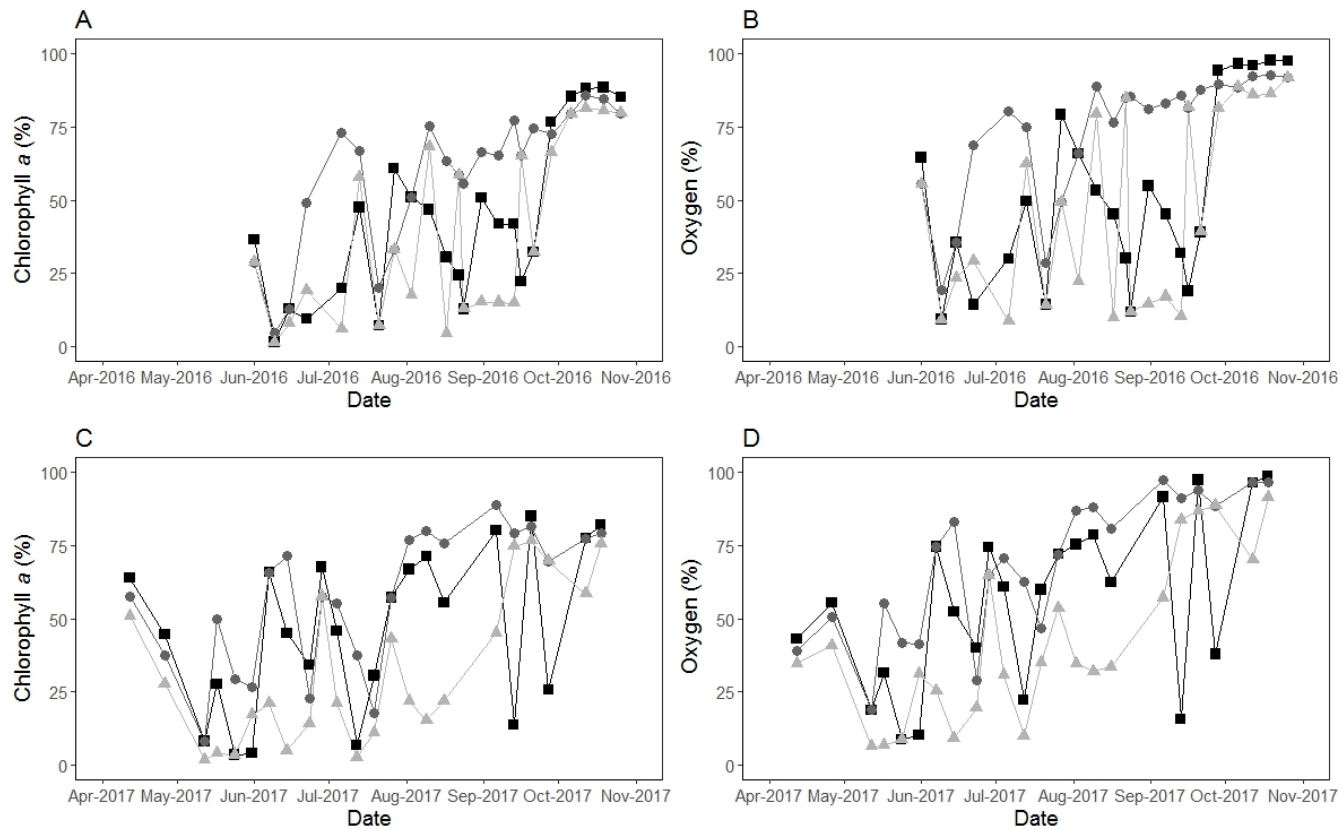 A
Chlorophyll a (%)
100
75
50
25
0
Apr-2016 May-2016 Jun-2016 Jul-2016 Aug-2016 Sep-2016 Oct-2016 Nov-2016
Date
B
Oxygen (%)
100
75
50
25
0
Apr-2016 May-2016 Jun-2016 Jul-2016 Aug-2016 Sep-2016 Oct-2016 Nov-2016
Date
C
Chlorophyll a (%)
100
75
50
25
0
Apr-2017 May-2017 Jun-2017 Jul-2017 Aug-2017 Sep-2017 Oct-2017 Nov-2017
Date
D
Oxygen (%)
100
75
50
25
0
Apr-2017 May-2017 Jun-2017 Jul-2017 Aug-2017 Sep-2017 Oct-2017 Nov-2017
Date